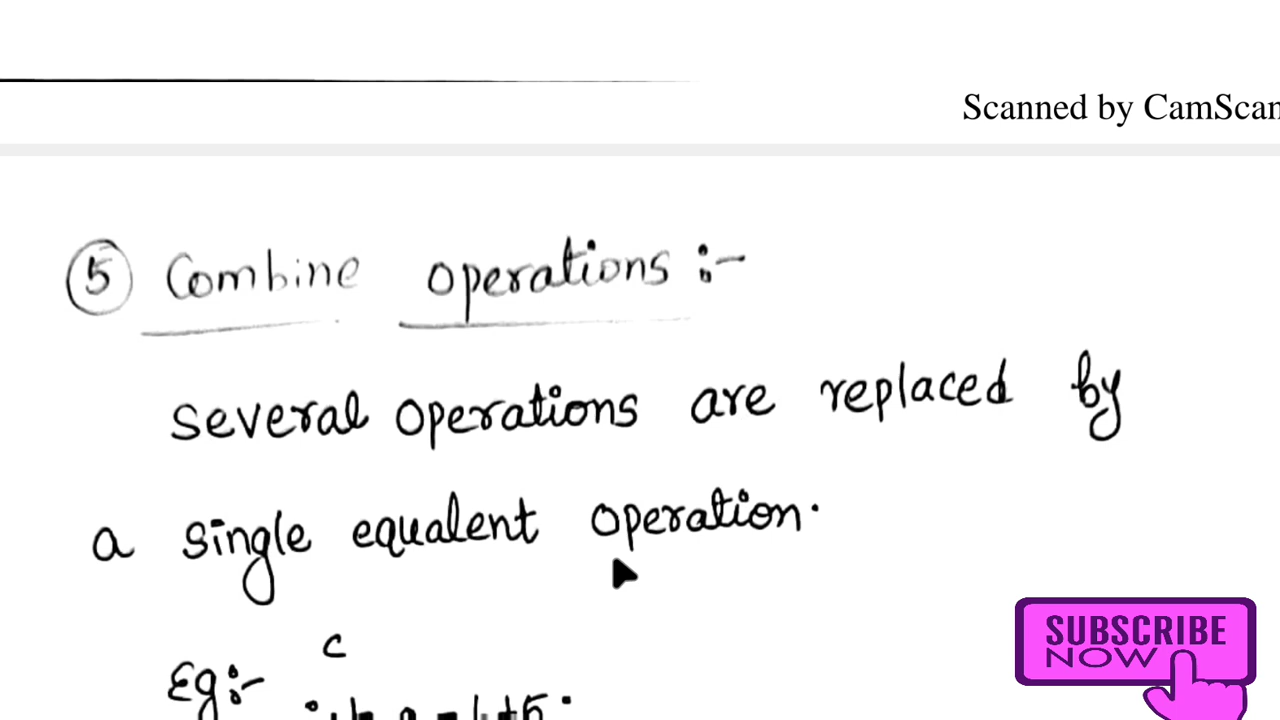 Scanned by CamScan
⑤ Combine operations :-
several operations are replaced by
a single equalent operation.
Eg:- c
SUBSCRIBE
NOW